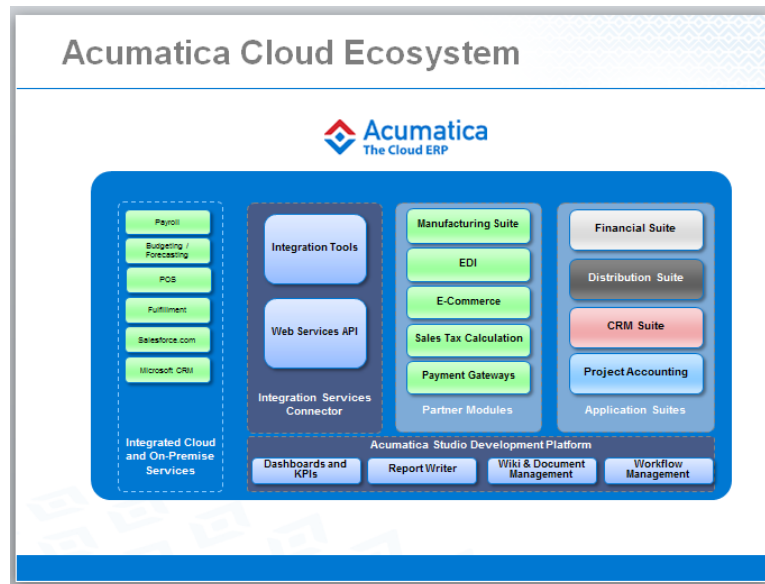 Acumatica Cloud Ecosystem
Acumatica
The Cloud ERP
Payroll
Budgeting /
Forecasting
POS
Fulfillment
Salesforce.com
Microsoft CRM
Integrated Cloud
and On-Premise
Services
Integration Tools
Web Services API
Integration Services
Connector
Manufacturing Suite
EDI
E-Commerce
Sales Tax Calculation
Payment Gateways
Partner Modules
Financial Suite
Distribution Suite
CRM Suite
Project Accounting
Application Suites
Acumatica Studio Development Platform
Dashboards and
KPIs
Report Writer
Wiki & Document
Management
Workflow
Management